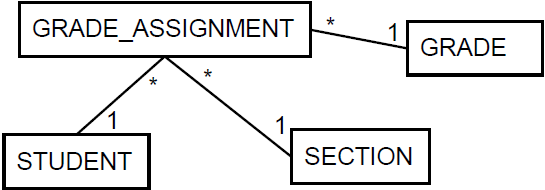 GRADE_ASSIGNMENT
* 1
GRADE
* *
1 1
STUDENT
SECTION